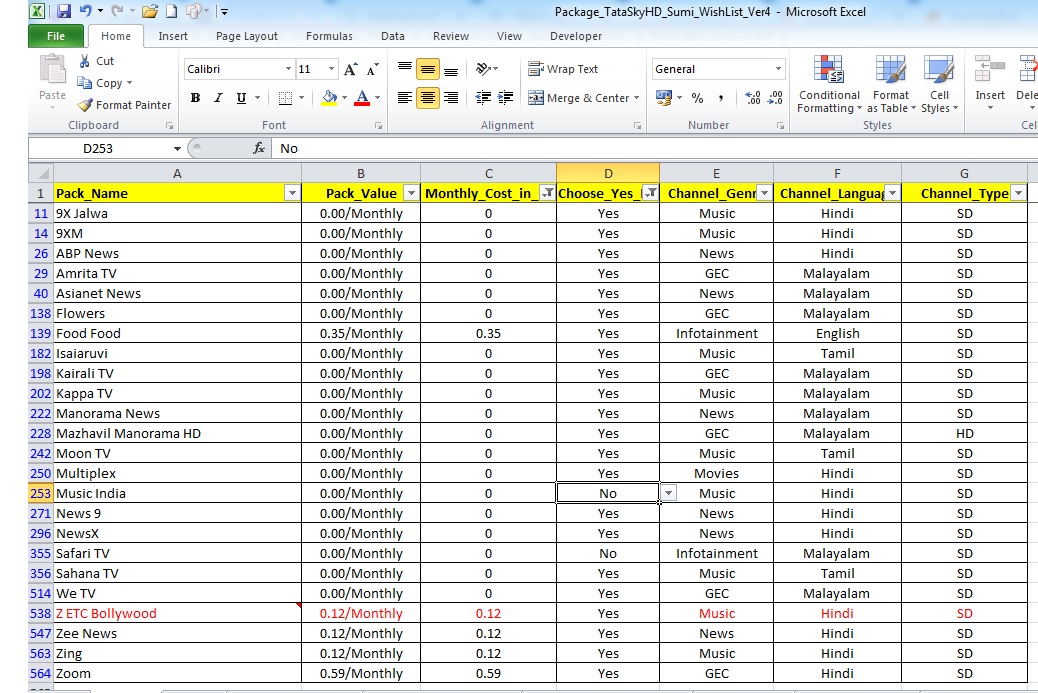 Package_TataSkyHD_Sumi_WishList_Ver4 - Microsoft Excel
File Home Insert Page Layout Formulas Data Review View Developer
Paste Cut Copy Format Painter Clipboard
Calibri 11 B I U A Font
Wrap Text Merge & Center Alignment
General % , Number
Conditional Formatting Format as Table Cell Styles Styles
Insert Dele Cel
D253 fx No
A B C D E F G
1 Pack_Name Pack_Value Monthly_Cost_in_ Choose_Yes_ Channel_Genr Channel_Languag Channel_Type
11 9X Jalwa 0.00/Monthly 0 Yes Music Hindi SD
14 9XM 0.00/Monthly 0 Yes Music Hindi SD
26 ABP News 0.00/Monthly 0 Yes News Hindi SD
29 Amrita TV 0.00/Monthly 0 Yes GEC Malayalam SD
40 Asianet News 0.00/Monthly 0 Yes News Malayalam SD
138 Flowers 0.00/Monthly 0 Yes GEC Malayalam SD
139 Food Food 0.35/Monthly 0.35 Yes Infotainment English SD
182 Isaiaruvi 0.00/Monthly 0 Yes Music Tamil SD
198 Kairali TV 0.00/Monthly 0 Yes GEC Malayalam SD
202 Kappa TV 0.00/Monthly 0 Yes Music Malayalam SD
222 Manorama News 0.00/Monthly 0 Yes News Malayalam SD
228 Mazhavil Manorama HD 0.00/Monthly 0 Yes GEC Malayalam HD
242 Moon TV 0.00/Monthly 0 Yes Music Tamil SD
250 Multiplex 0.00/Monthly 0 Yes Movies Hindi SD
253 Music India 0.00/Monthly 0 No Music Hindi SD
271 News 9 0.00/Monthly 0 Yes News Hindi SD
296 NewsX 0.00/Monthly 0 Yes News Hindi SD
355 Safari TV 0.00/Monthly 0 No Infotainment Malayalam SD
356 Sahana TV 0.00/Monthly 0 Yes Music Tamil SD
514 We TV 0.00/Monthly 0 Yes GEC Malayalam SD
538 Z ETC Bollywood 0.12/Monthly 0.12 Yes Music Hindi SD
547 Zee News 0.12/Monthly 0.12 Yes News Hindi SD
563 Zing 0.12/Monthly 0.12 Yes Music Hindi SD
564 Zoom 0.59/Monthly 0.59 Yes GEC Hindi SD